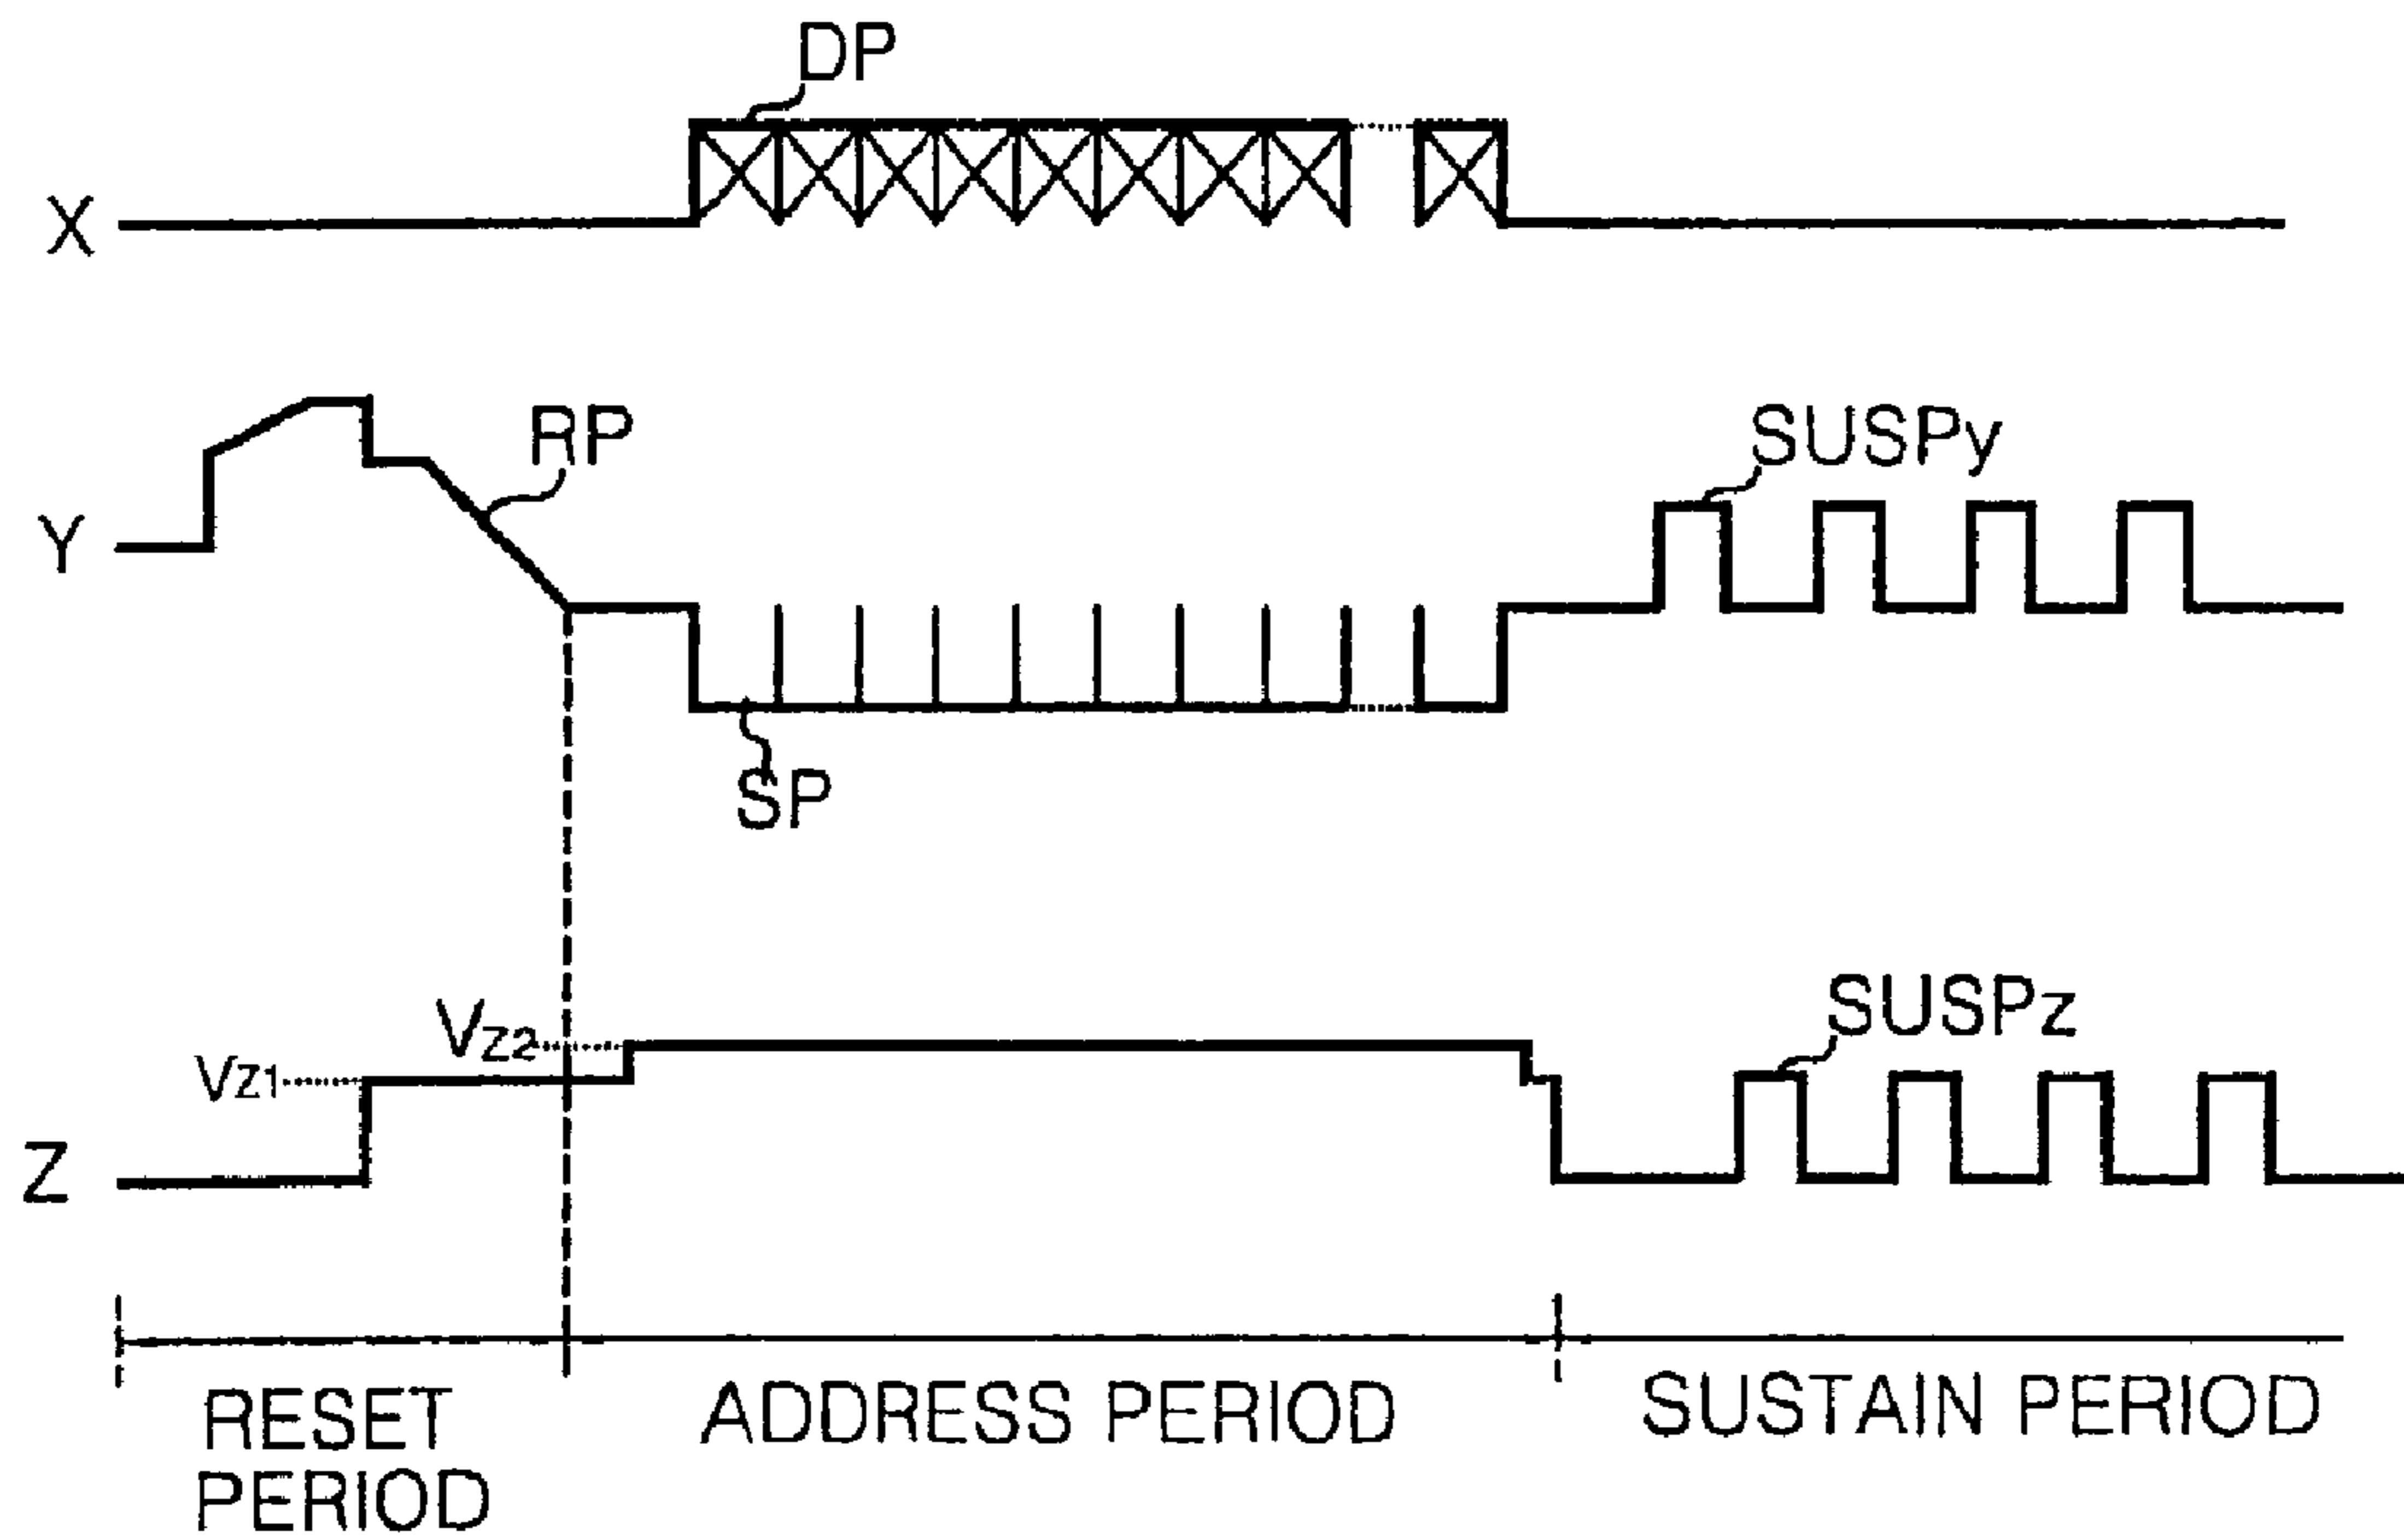 DP
X
RP
SUSPy
Y
SP
SUSPz
VZ2
VZ1
Z
RESET
PERIOD
ADDRESS PERIOD
SUSTAIN PERIOD